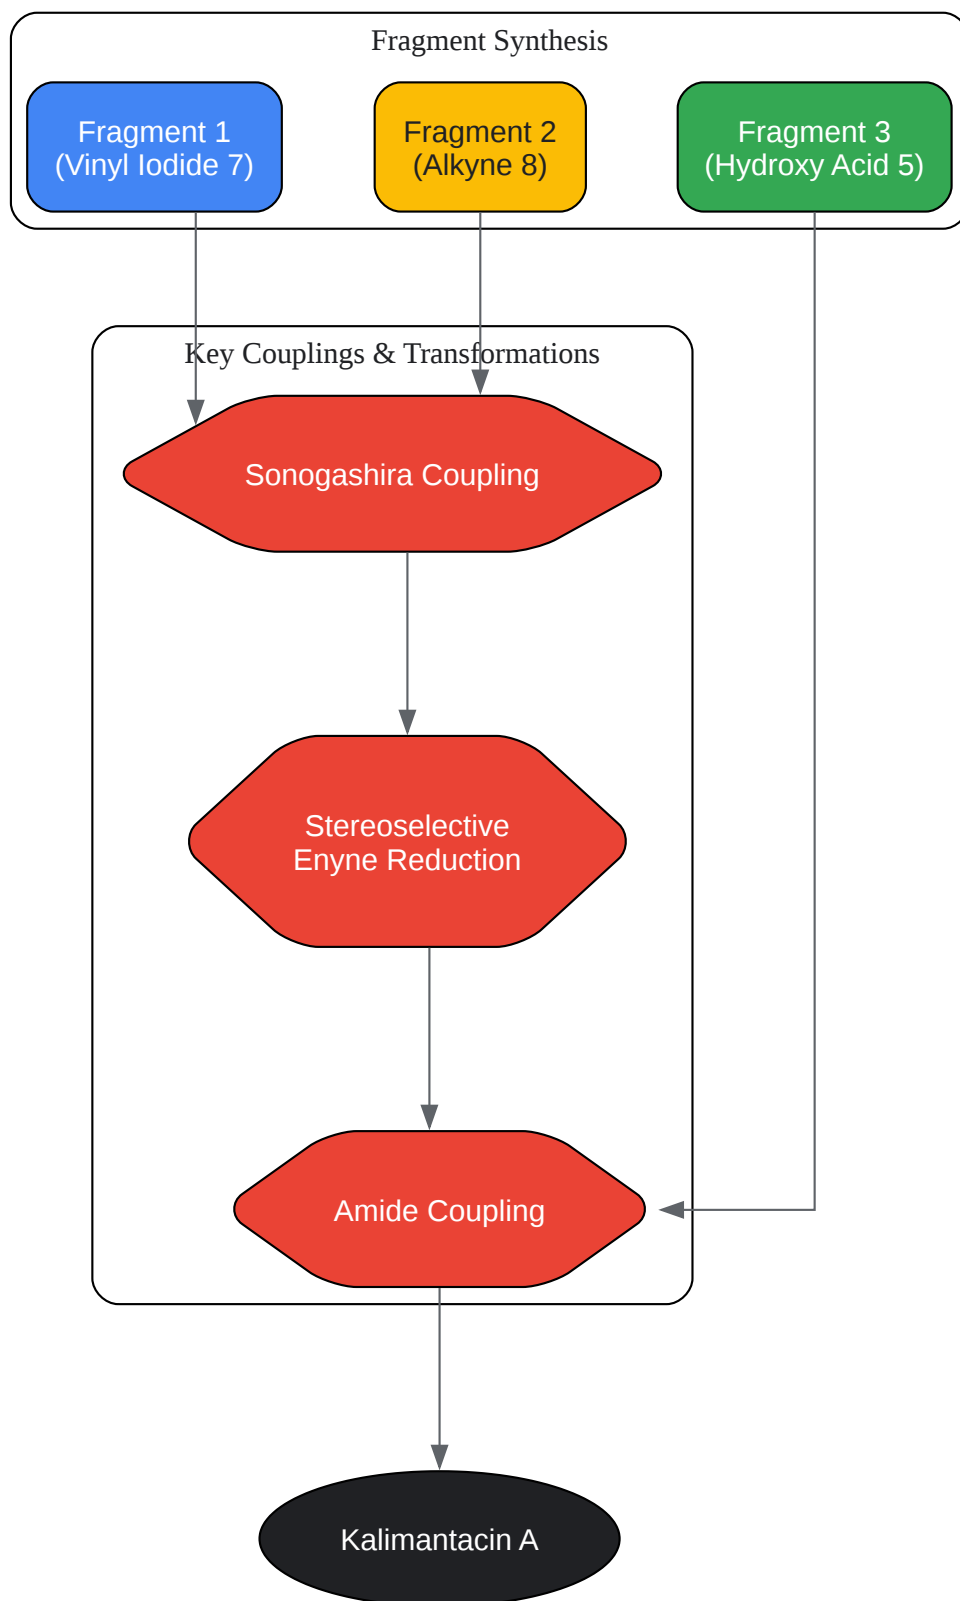 Fragment Synthesis
Fragment 1
(Vinyl Iodide 7)
Fragment 2
(Alkyne 8)
Fragment 3
(Hydroxy Acid 5)
Key Couplings & Transformations
Sonogashira Coupling
Stereoselective
Enyne Reduction
Amide Coupling
Kalimantacin A